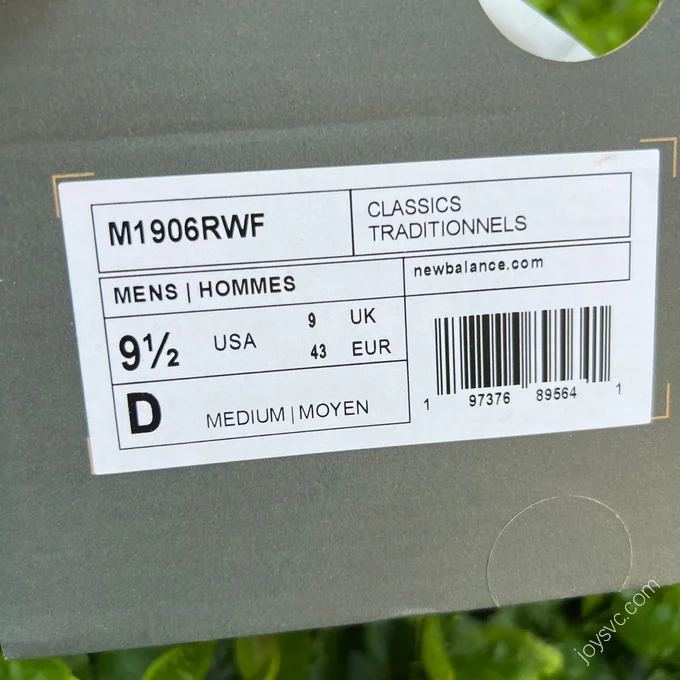 M1906RWF
CLASSICS
TRADITIONNELS
MENS | HOMMES
newbalance.com
9½ USA
9 UK
43 EUR
D MEDIUM | MOYEN
1 97376 89564 1
joysvc.com